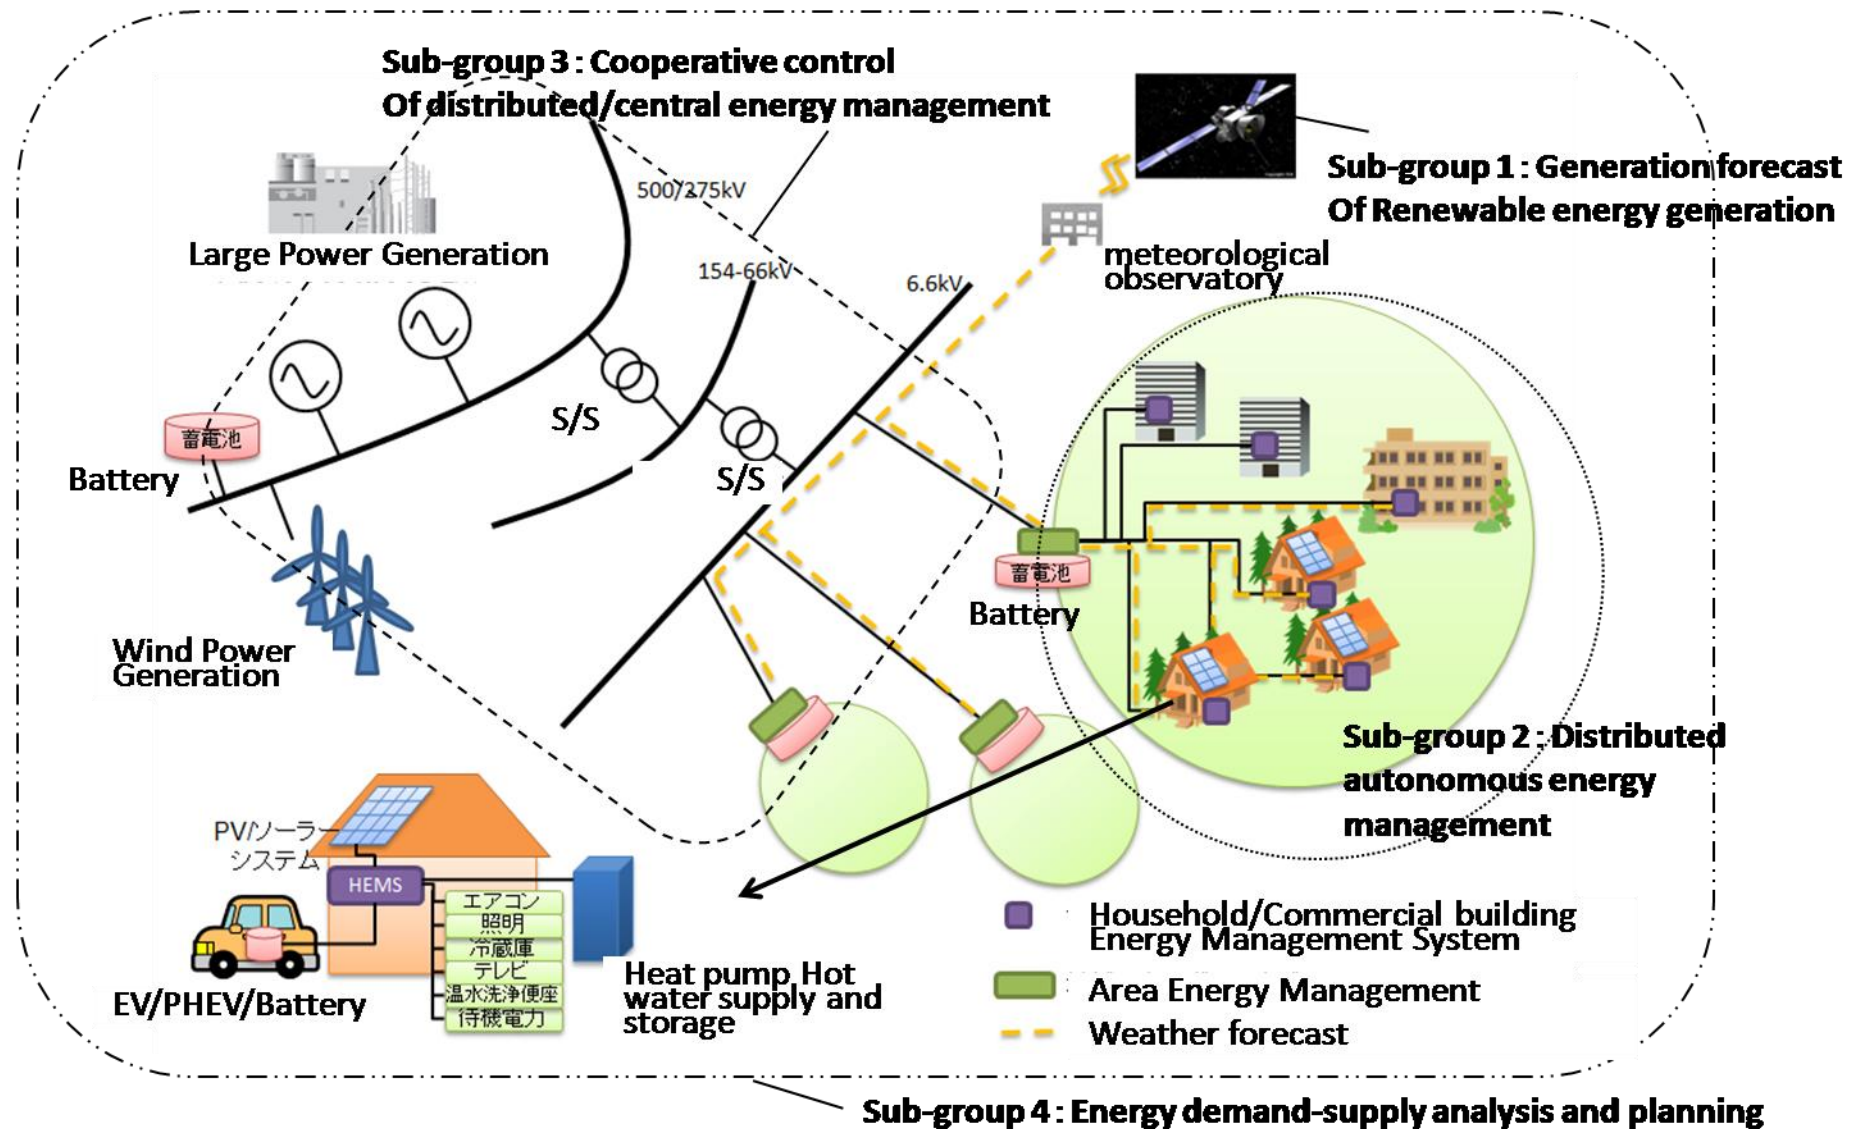 Sub-group 3 : Cooperative control
Of distributed/central energy management
Sub-group 1 : Generation forecast
Of Renewable energy generation
500/275kV
Large Power Generation
meteorological
observatory
154-66kV
6.6kV
S/S
S/S
蓄電池
Battery
蓄電池
Battery
Wind Power
Generation
Sub-group 2 : Distributed
autonomous energy
management
PV/ソーラー
システム
HEMS
エアコン
照明
冷蔵庫
テレビ
温水洗浄便座
待機電力
EV/PHEV/Battery
Heat pump Hot
water supply and
storage
Household/Commercial building
Energy Management System
Area Energy Management
Weather forecast
Sub-group 4 : Energy demand-supply analysis and planning